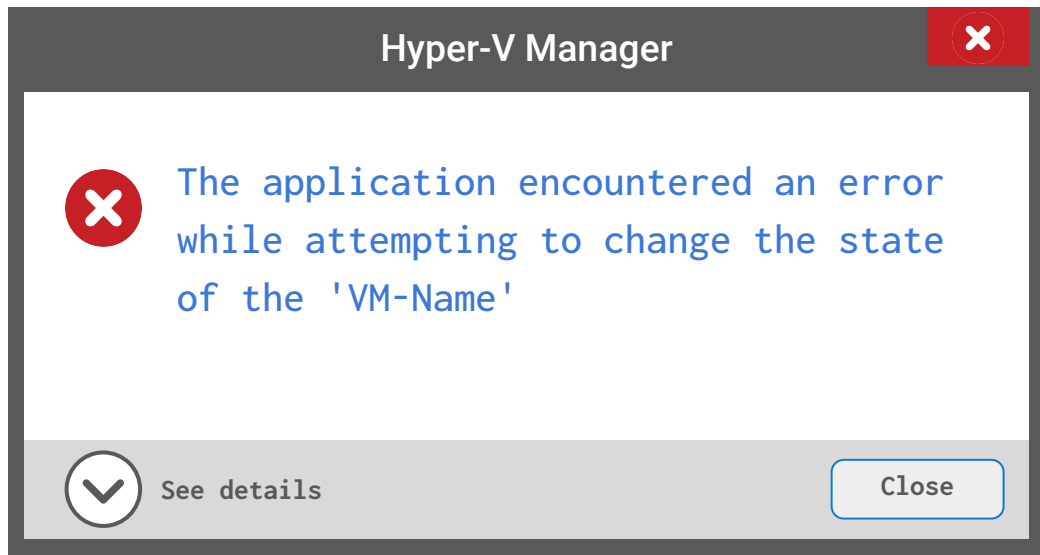 Hyper-V Manager
The application encountered an error
while attempting to change the state
of the 'VM-Name'
See details
Close